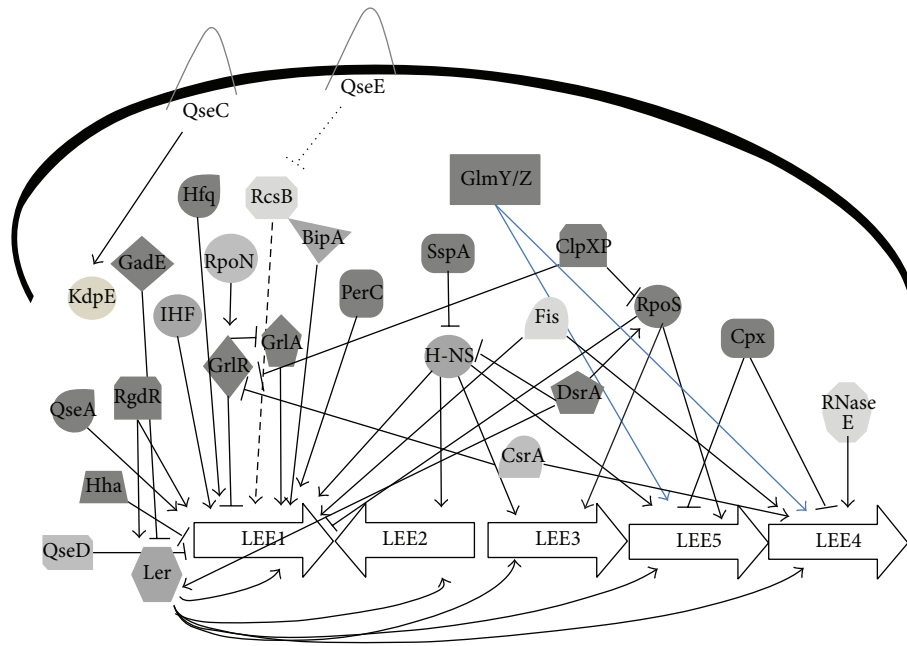 QseE
QseC
GlmY/Z
Hfq
RcsB
BipA
SspA
ClpXP
GadE
RpoN
KdpE
PerC
RpoS
IHF
Fis
Cpx
GrlA
GrlR
H-NS
DsrA
QseA
RgdR
RNase
E
CsrA
Hha
QseD
Ler
LEE1
LEE2
LEE3
LEE5
LEE4